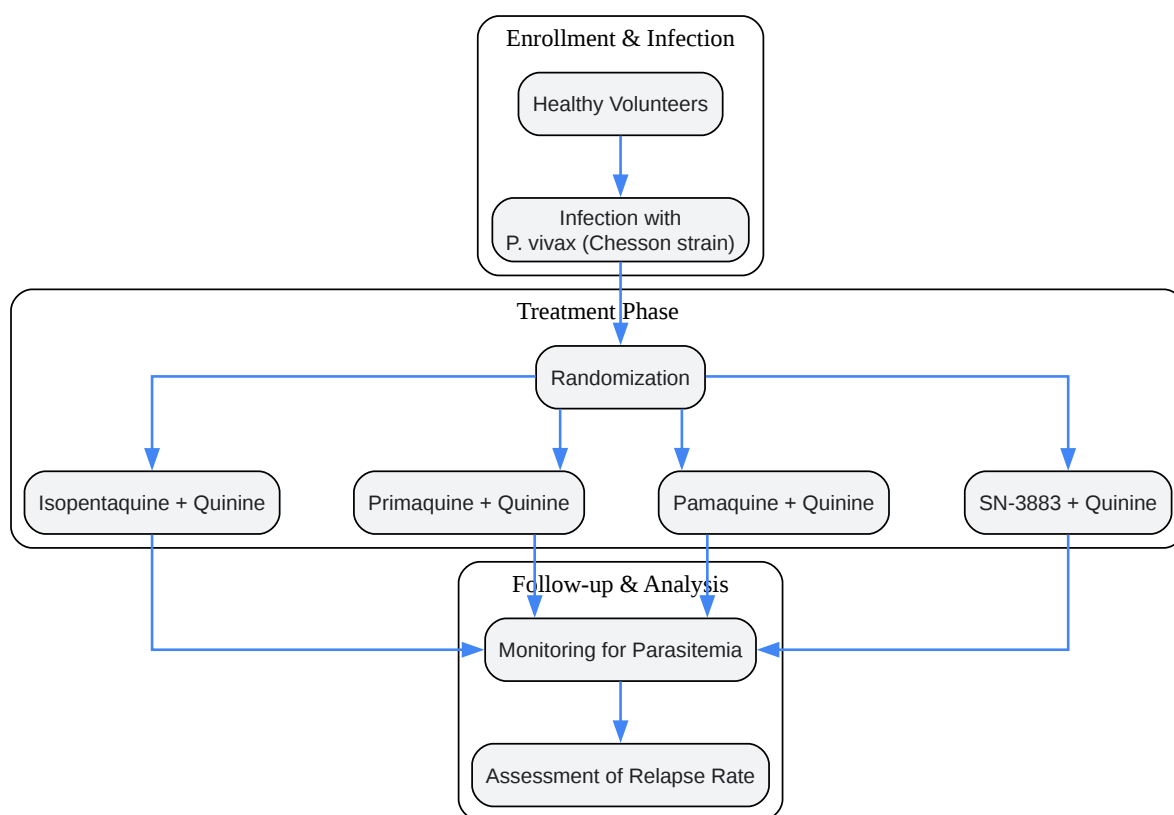 Enrollment & Infection
Healthy Volunteers
Infection with
P. vivax (Chesson strain)
Treatment Phase
Randomization
Isopentaquine + Quinine
Primaquine + Quinine
Pamaquine + Quinine
SN-3883 + Quinine
Follow-up & Analysis
Monitoring for Parasitemia
Assessment of Relapse Rate